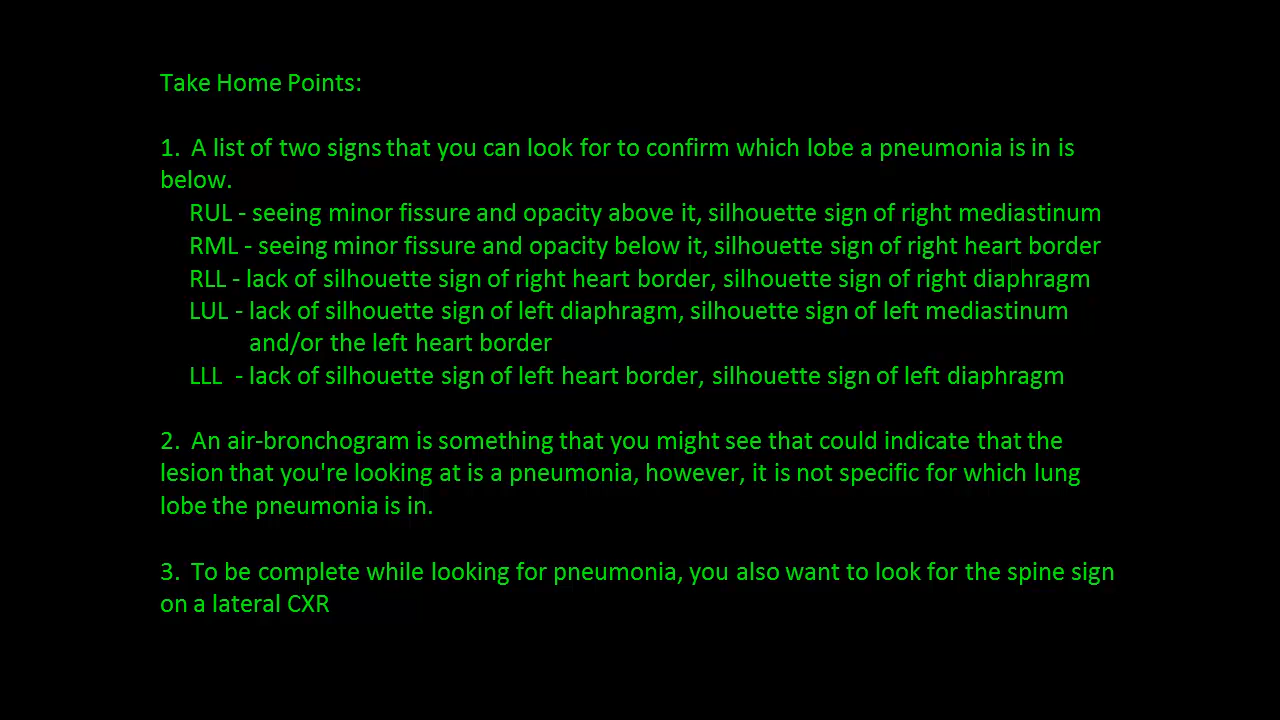 Take Home Points:
1. A list of two signs that you can look for to confirm which lobe a pneumonia is in is
below.
RUL - seeing minor fissure and opacity above it, silhouette sign of right mediastinum
RML - seeing minor fissure and opacity below it, silhouette sign of right heart border
RLL - lack of silhouette sign of right heart border, silhouette sign of right diaphragm
LUL - lack of silhouette sign of left diaphragm, silhouette sign of left mediastinum
and/or the left heart border
LLL - lack of silhouette sign of left heart border, silhouette sign of left diaphragm
2. An air-bronchogram is something that you might see that could indicate that the
lesion that you're looking at is a pneumonia, however, it is not specific for which lung
lobe the pneumonia is in.
3. To be complete while looking for pneumonia, you also want to look for the spine sign
on a lateral CXR